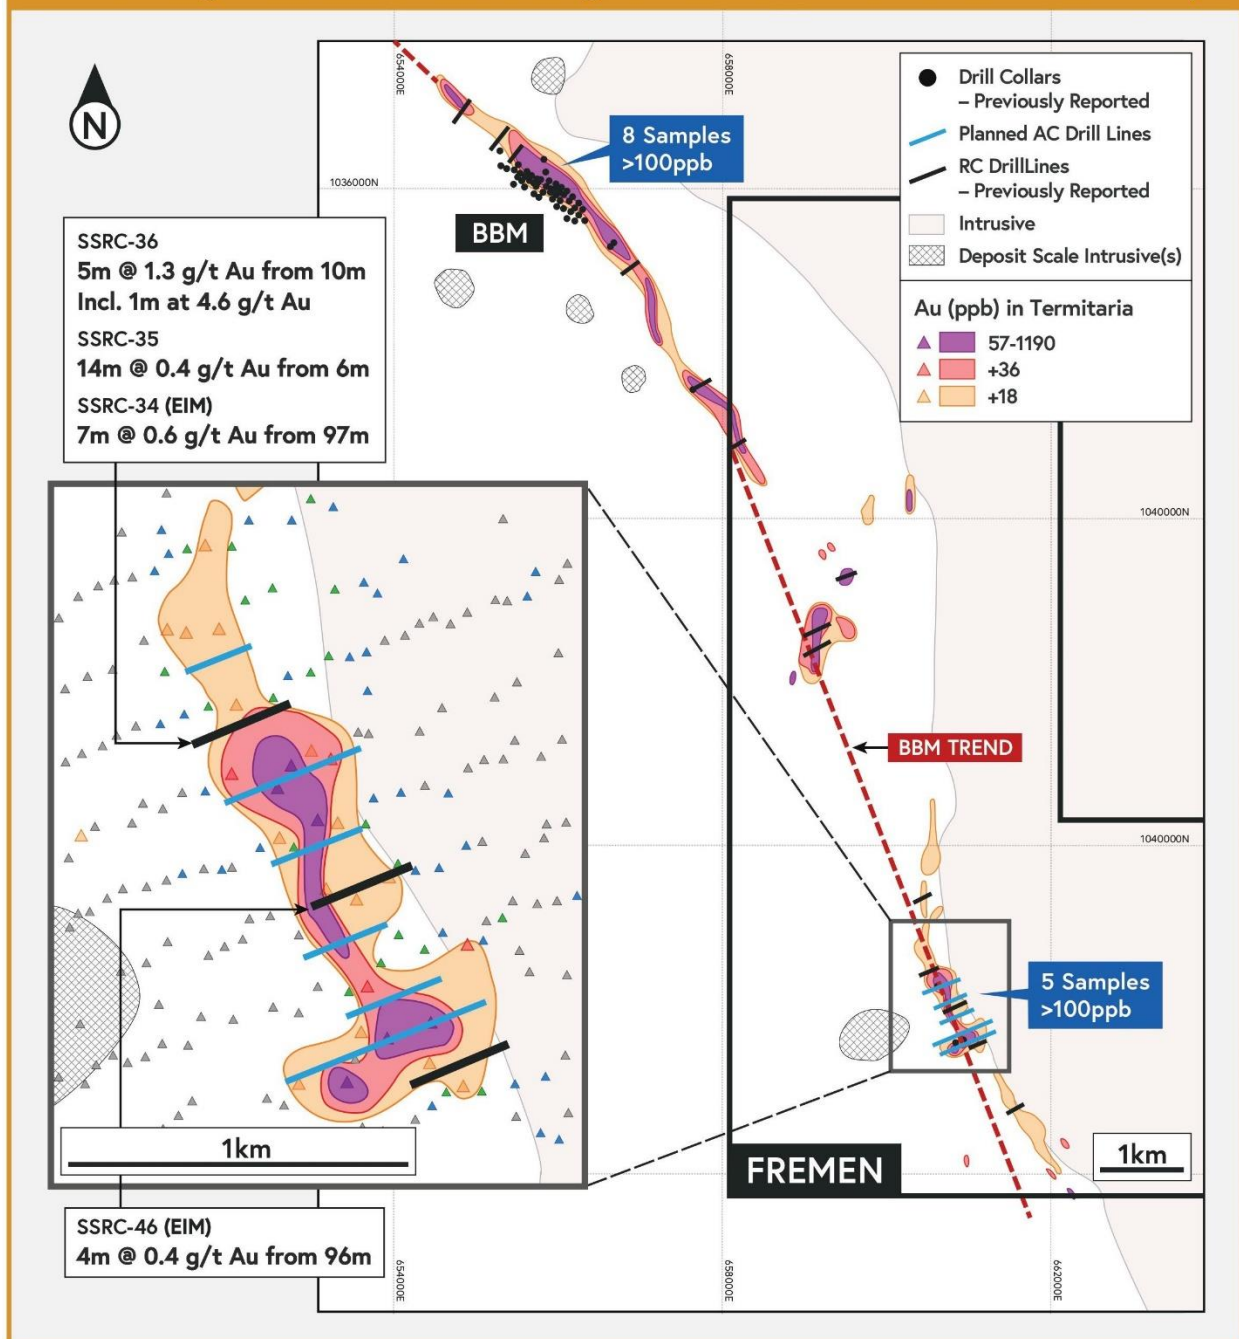 654000E
658000E
Drill Collars
– Previously Reported
Planned AC Drill Lines
RC DrillLines
– Previously Reported
Intrusive
Deposit Scale Intrusive(s)
Au (ppb) in Termitaria
57-1190
+36
+18
N
8 Samples
>100ppb
1036000N
BBM
SSRC-36
5m @ 1.3 g/t Au from 10m
Incl. 1m at 4.6 g/t Au
SSRC-35
14m @ 0.4 g/t Au from 6m
SSRC-34 (EIM)
7m @ 0.6 g/t Au from 97m
1040000N
BBM TREND
1040000N
5 Samples
>100ppb
1km
FREMEN
1km
SSRC-46 (EIM)
4m @ 0.4 g/t Au from 96m
654000E
658000E
662000E